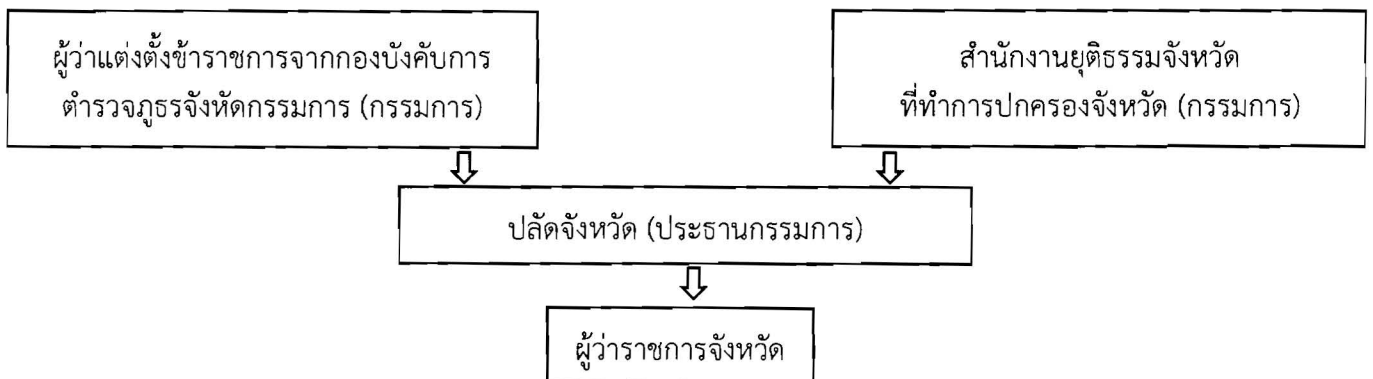 ผู้ว่าแต่งตั้งข้าราชการจากกองบังคับการ
ตำรวจภูธรจังหัดกรรมการ (กรรมการ)
สำนักงานยุติธรรมจังหวัด
ที่ทำการปกครองจังหวัด (กรรมการ)
ปลัดจังหวัด (ประธานกรรมการ)
ผู้ว่าราชการจังหวัด